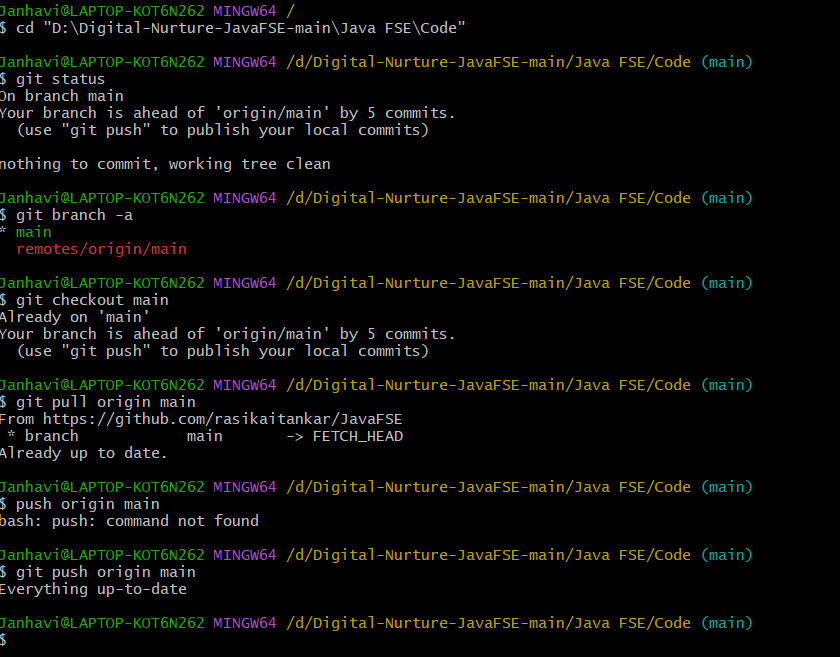 Janhavi@LAPTOP-KOT6N262 MINGW64 /
$ cd "D:\Digital-Nurture-JavaFSE-main\Java FSE\Code"
Janhavi@LAPTOP-KOT6N262 MINGW64 /d/Digital-Nurture-JavaFSE-main/Java FSE/Code (main)
$ git status
On branch main
Your branch is ahead of 'origin/main' by 5 commits.
  (use "git push" to publish your local commits)
nothing to commit, working tree clean
Janhavi@LAPTOP-KOT6N262 MINGW64 /d/Digital-Nurture-JavaFSE-main/Java FSE/Code (main)
$ git branch -a
* main
  remotes/origin/main
Janhavi@LAPTOP-KOT6N262 MINGW64 /d/Digital-Nurture-JavaFSE-main/Java FSE/Code (main)
$ git checkout main
Already on 'main'
Your branch is ahead of 'origin/main' by 5 commits.
  (use "git push" to publish your local commits)
Janhavi@LAPTOP-KOT6N262 MINGW64 /d/Digital-Nurture-JavaFSE-main/Java FSE/Code (main)
$ git pull origin main
From https://github.com/rasikaitankar/JavaFSE
 * branch            main       -> FETCH_HEAD
Already up to date.
Janhavi@LAPTOP-KOT6N262 MINGW64 /d/Digital-Nurture-JavaFSE-main/Java FSE/Code (main)
$ push origin main
bash: push: command not found
Janhavi@LAPTOP-KOT6N262 MINGW64 /d/Digital-Nurture-JavaFSE-main/Java FSE/Code (main)
$ git push origin main
Everything up-to-date
Janhavi@LAPTOP-KOT6N262 MINGW64 /d/Digital-Nurture-JavaFSE-main/Java FSE/Code (main)
$